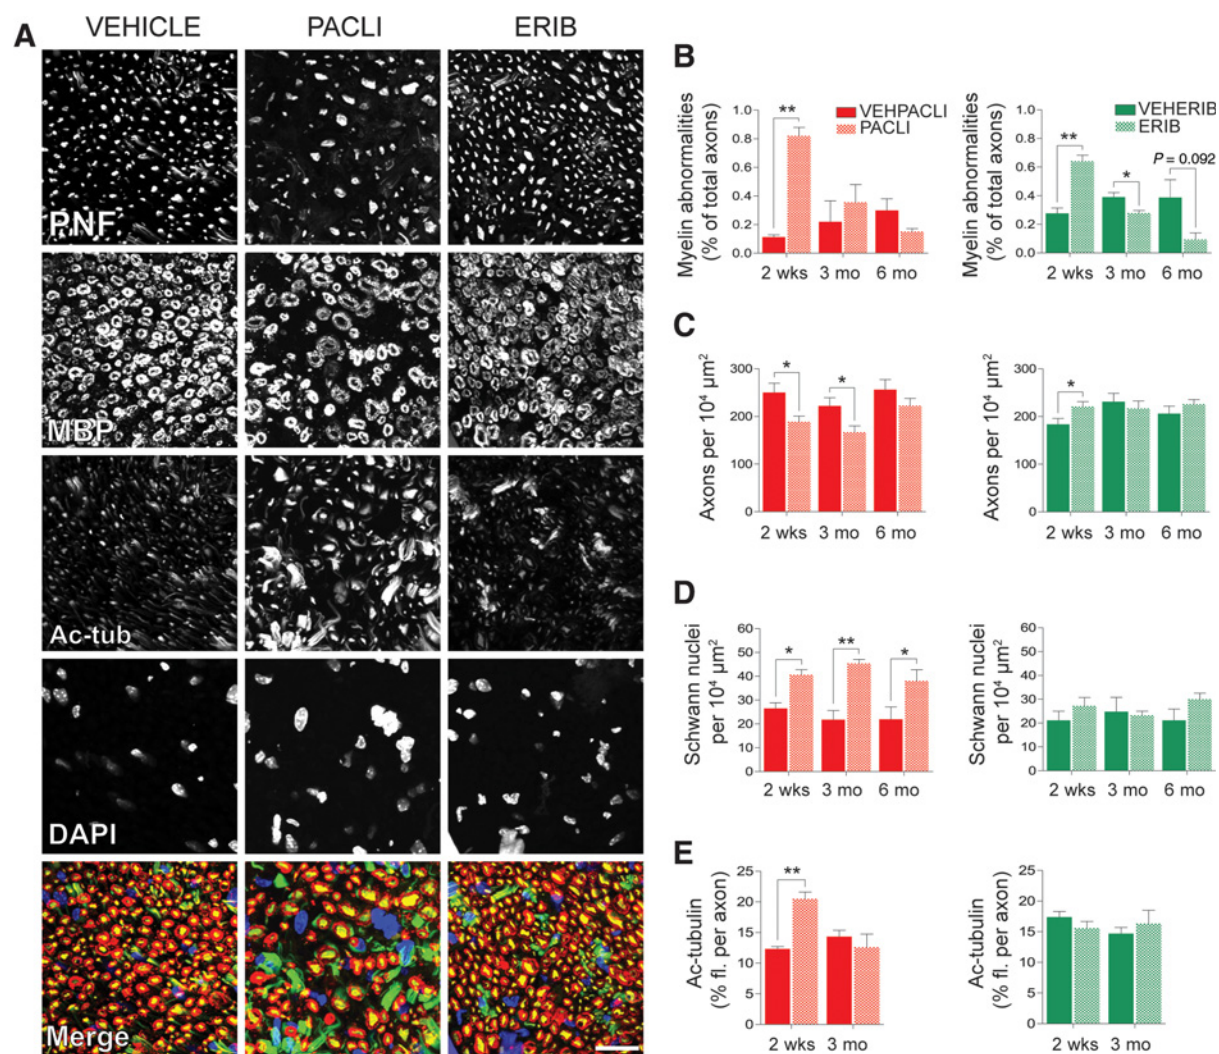 A
VEHICLE PACLI ERIB
PNF
MBP
Ac-tub
DAPI
Merge
B
Myelin abnormalities
(% of total axons)
1.0
0.8
0.6
0.4
0.2
0.0
**
VEHPACLI
PACLI
2 wks 3 mo 6 mo
Myelin abnormalities
(% of total axons)
1.0
0.8
0.6
0.4
0.2
0.0
**
*
P = 0.092
VEHERIB
ERIB
2 wks 3 mo 6 mo
C
Axons per 10⁴ µm²
300
200
100
0
*
*
2 wks 3 mo 6 mo
Axons per 10⁴ µm²
300
200
100
0
*
2 wks 3 mo 6 mo
D
Schwann nuclei
per 10⁴ µm²
60
50
40
30
20
10
0
*
**
*
2 wks 3 mo 6 mo
Schwann nuclei
per 10⁴ µm²
60
50
40
30
20
10
0
2 wks 3 mo 6 mo
E
Ac-tubulin
(% fl. per axon)
25
20
15
10
5
0
**
2 wks 3 mo
Ac-tubulin
(% fl. per axon)
25
20
15
10
5
0
2 wks 3 mo